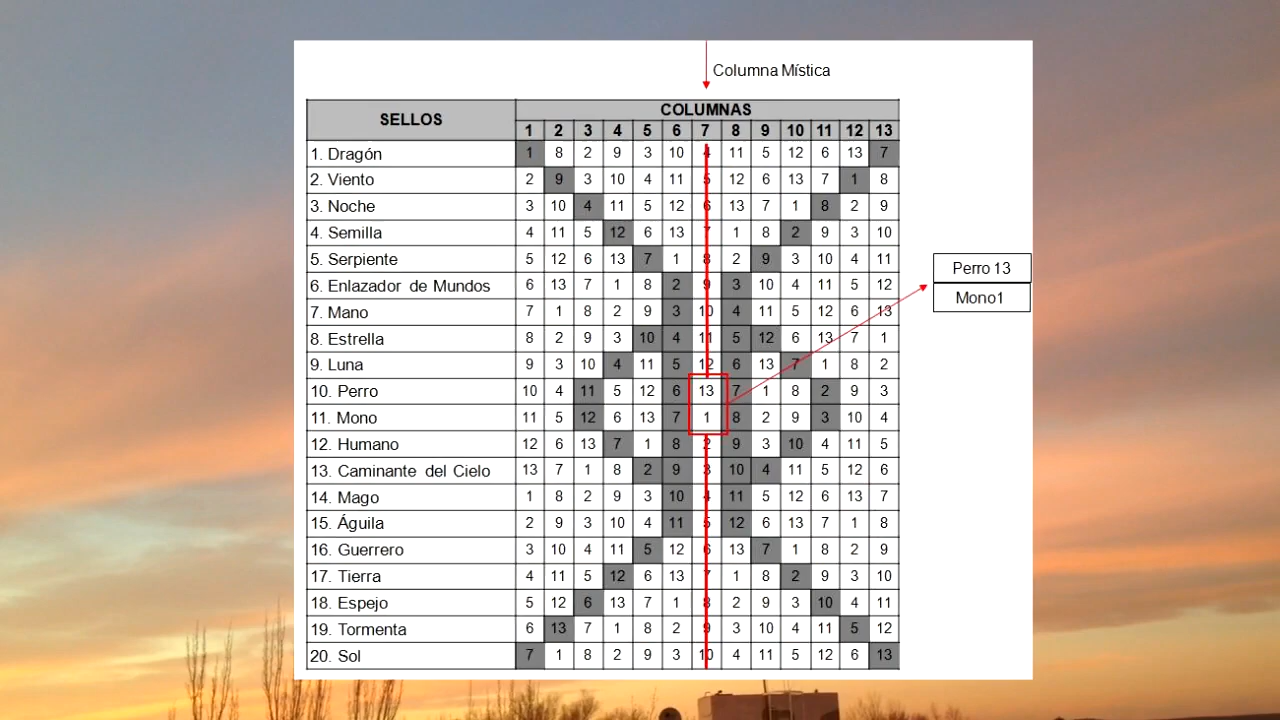 Columna Mística
SELLOS COLUMNAS
1 2 3 4 5 6 7 8 9 10 11 12 13
1. Dragón 1 8 2 9 3 10 4 11 5 12 6 13 7
2. Viento 2 9 3 10 4 11 5 12 6 13 7 1 8
3. Noche 3 10 4 11 5 12 6 13 7 1 8 2 9
4. Semilla 4 11 5 12 6 13 7 1 8 2 9 3 10
5. Serpiente 5 12 6 13 7 1 8 2 9 3 10 4 11
6. Enlazador de Mundos 6 13 7 1 8 2 9 3 10 4 11 5 12
7. Mano 7 1 8 2 9 3 10 4 11 5 12 6 13
8. Estrella 8 2 9 3 10 4 11 5 12 6 13 7 1
9. Luna 9 3 10 4 11 5 12 6 13 7 1 8 2
10. Perro 10 4 11 5 12 6 13 7 1 8 2 9 3
11. Mono 11 5 12 6 13 7 1 8 2 9 3 10 4
12. Humano 12 6 13 7 1 8 2 9 3 10 4 11 5
13. Caminante del Cielo 13 7 1 8 2 9 3 10 4 11 5 12 6
14. Mago 1 8 2 9 3 10 4 11 5 12 6 13 7
15. Águila 2 9 3 10 4 11 5 12 6 13 7 1 8
16. Guerrero 3 10 4 11 5 12 6 13 7 1 8 2 9
17. Tierra 4 11 5 12 6 13 7 1 8 2 9 3 10
18. Espejo 5 12 6 13 7 1 8 2 9 3 10 4 11
19. Tormenta 6 13 7 1 8 2 9 3 10 4 11 5 12
20. Sol 7 1 8 2 9 3 10 4 11 5 12 6 13
Perro 13
Mono1